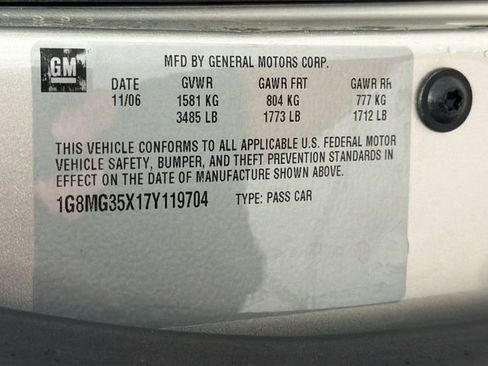 GM
MFD BY GENERAL MOTORS CORP.
DATE GVWR GAWR FRT GAWR RR
11/06 1581 KG 804 KG 777 KG
3485 LB 1773 LB 1712 LB
THIS VEHICLE CONFORMS TO ALL APPLICABLE U.S. FEDERAL MOTOR
VEHICLE SAFETY, BUMPER, AND THEFT PREVENTION STANDARDS IN
EFFECT ON THE DATE OF MANUFACTURE SHOWN ABOVE.
1G8MG35X17Y119704 TYPE: PASS CAR